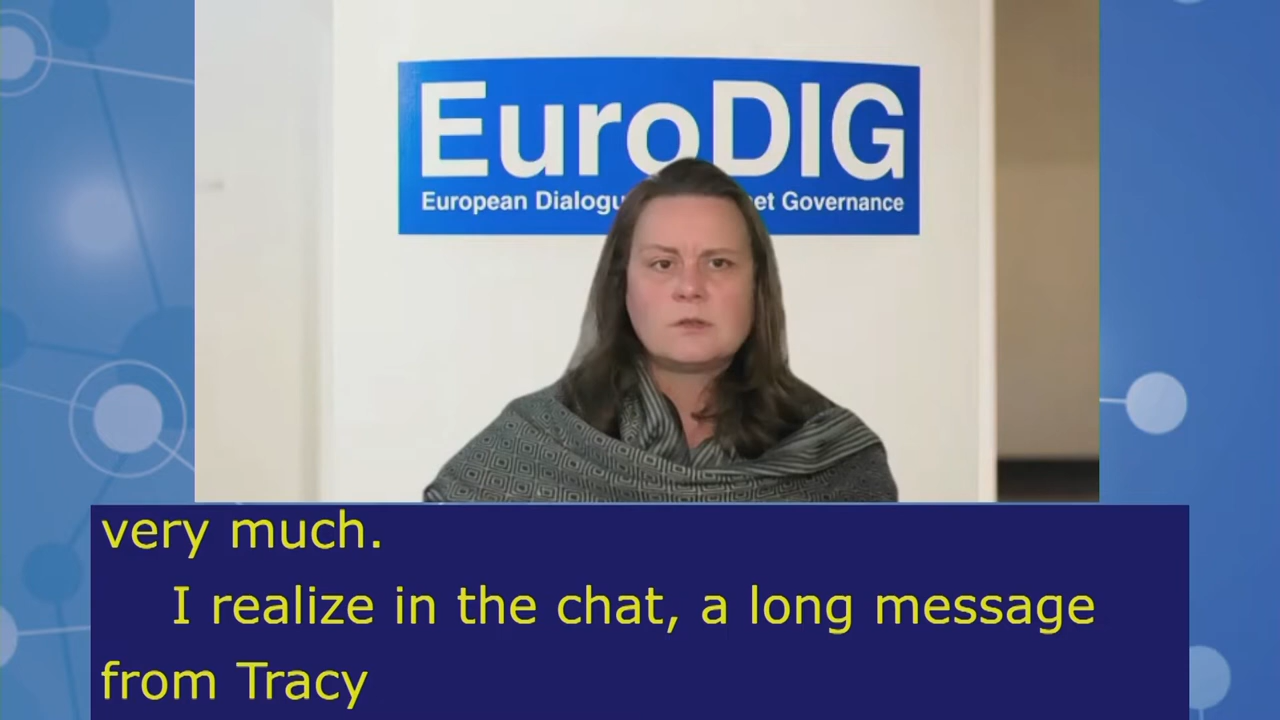 EuroDIG
European Dialogu et Governance
very much.
I realize in the chat, a long message
from Tracy